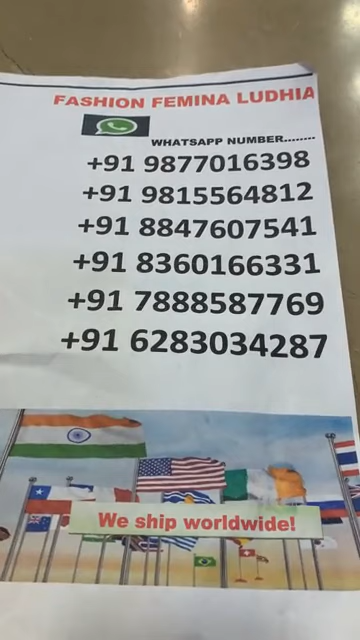 FASHION FEMINA LUDHIA
WHATSAPP NUMBER........
+91 9877016398
+91 9815564812
+91 8847607541
+91 8360166331
+91 7888587769
+91 6283034287
We ship worldwide!